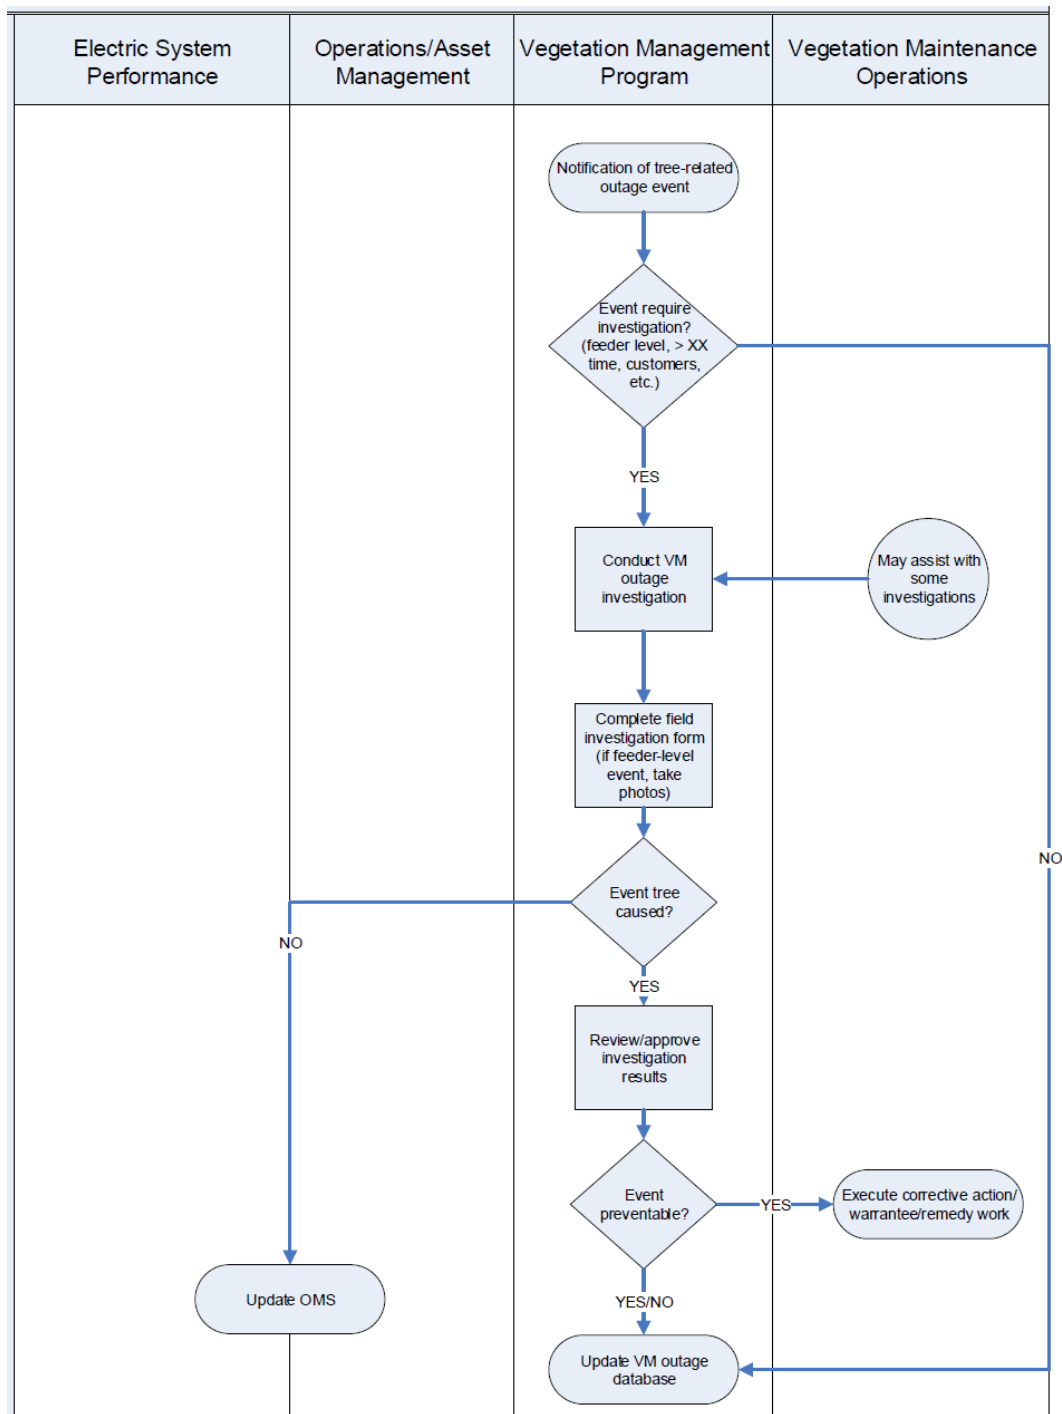 Electric System
Performance
Operations/Asset
Management
Vegetation Management
Program
Vegetation Maintenance
Operations
Notification of tree-related
outage event
Event require
investigation?
(feeder level, > XX
time, customers,
etc.)
YES
Conduct VM
outage
investigation
May assist with
some
investigations
Complete field
investigation form
(if feeder-level
event, take
photos)
NO
Event tree
caused?
NO
YES
Review/approve
investigation
results
Event
preventable?
YES
Execute corrective action/
warrantee/remedy work
Update OMS
YES/NO
Update VM outage
database